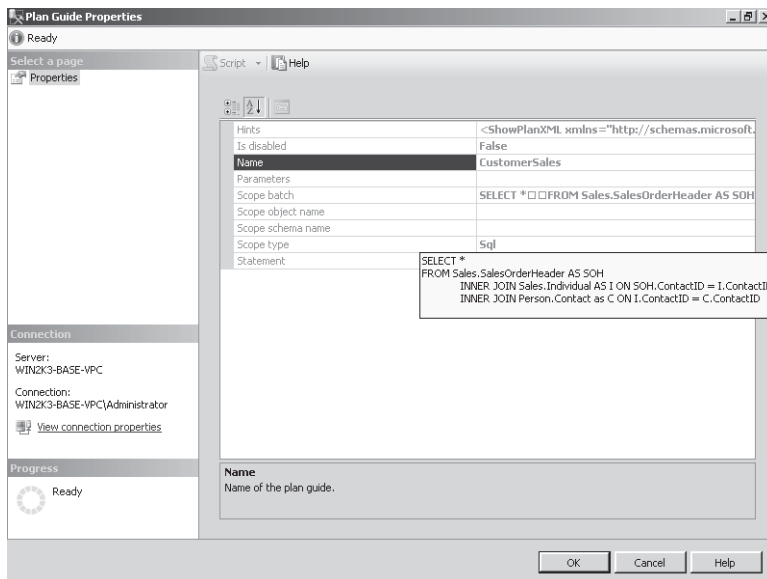 Plan Guide Properties
Ready
Select a page
Properties
Script
Help
Hints <ShowPlanXML xmlns="http://schemas.microsoft.
Is disabled False
Name CustomerSales
Parameters
Scope batch SELECT *□□FROM Sales.SalesOrderHeader AS SOH
Scope object name
Scope schema name
Scope type Sql
Statement
SELECT *
FROM Sales.SalesOrderHeader AS SOH
INNER JOIN Sales.Individual AS I ON SOH.ContactID = I.ContactI
INNER JOIN Person.Contact as C ON I.ContactID = C.ContactID
Connection
Server:
WIN2K3-BASE-VPC
Connection:
WIN2K3-BASE-VPC\Administrator
View connection properties
Progress
Ready
Name
Name of the plan guide.
OK
Cancel
Help